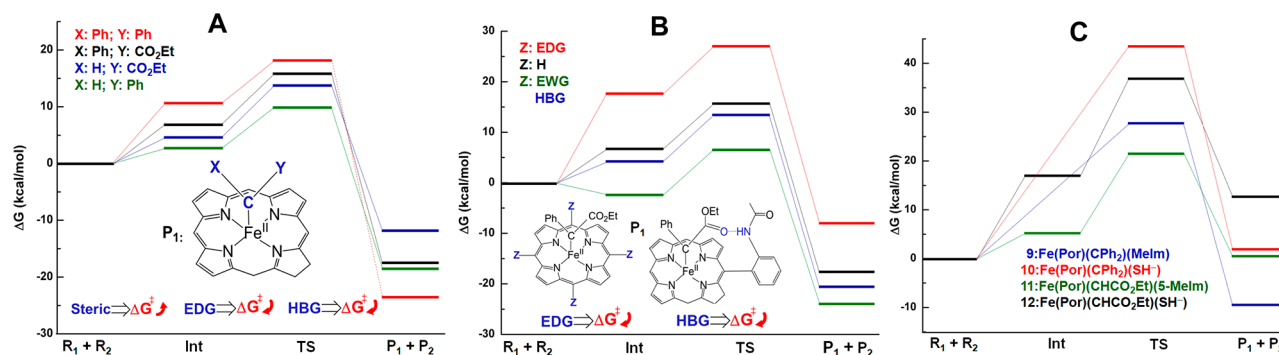 A
X: Ph; Y: Ph
X: Ph; Y: CO2Et
X: H; Y: CO2Et
X: H; Y: Ph
20
10
0
-10
-20
-30
ΔG (kcal/mol)
X Y
C
N N
FeII
N N
P1:
Steric⇒ΔG‡ EDG⇒ΔG‡ HBG⇒ΔG‡
R1 + R2 Int TS P1 + P2
B
Z: EDG
Z: H
Z: EWG
HBG
30
20
10
0
-10
-20
-30
ΔG (kcal/mol)
Z
Ph CO2Et
C
N N
Z FeII Z
N N
Z
P1
OEt
Ph C
C O HN O
N N
FeII
N N
EDG⇒ΔG‡ HBG⇒ΔG‡
R1 + R2 Int TS P1 + P2
C
40
30
20
10
0
-10
ΔG (kcal/mol)
9:Fe(Por)(CPh2)(MeIm)
10:Fe(Por)(CPh2)(SH−)
11:Fe(Por)(CHCO2Et)(5-MeIm)
12:Fe(Por)(CHCO2Et)(SH−)
R1 + R2 Int TS P1 + P2